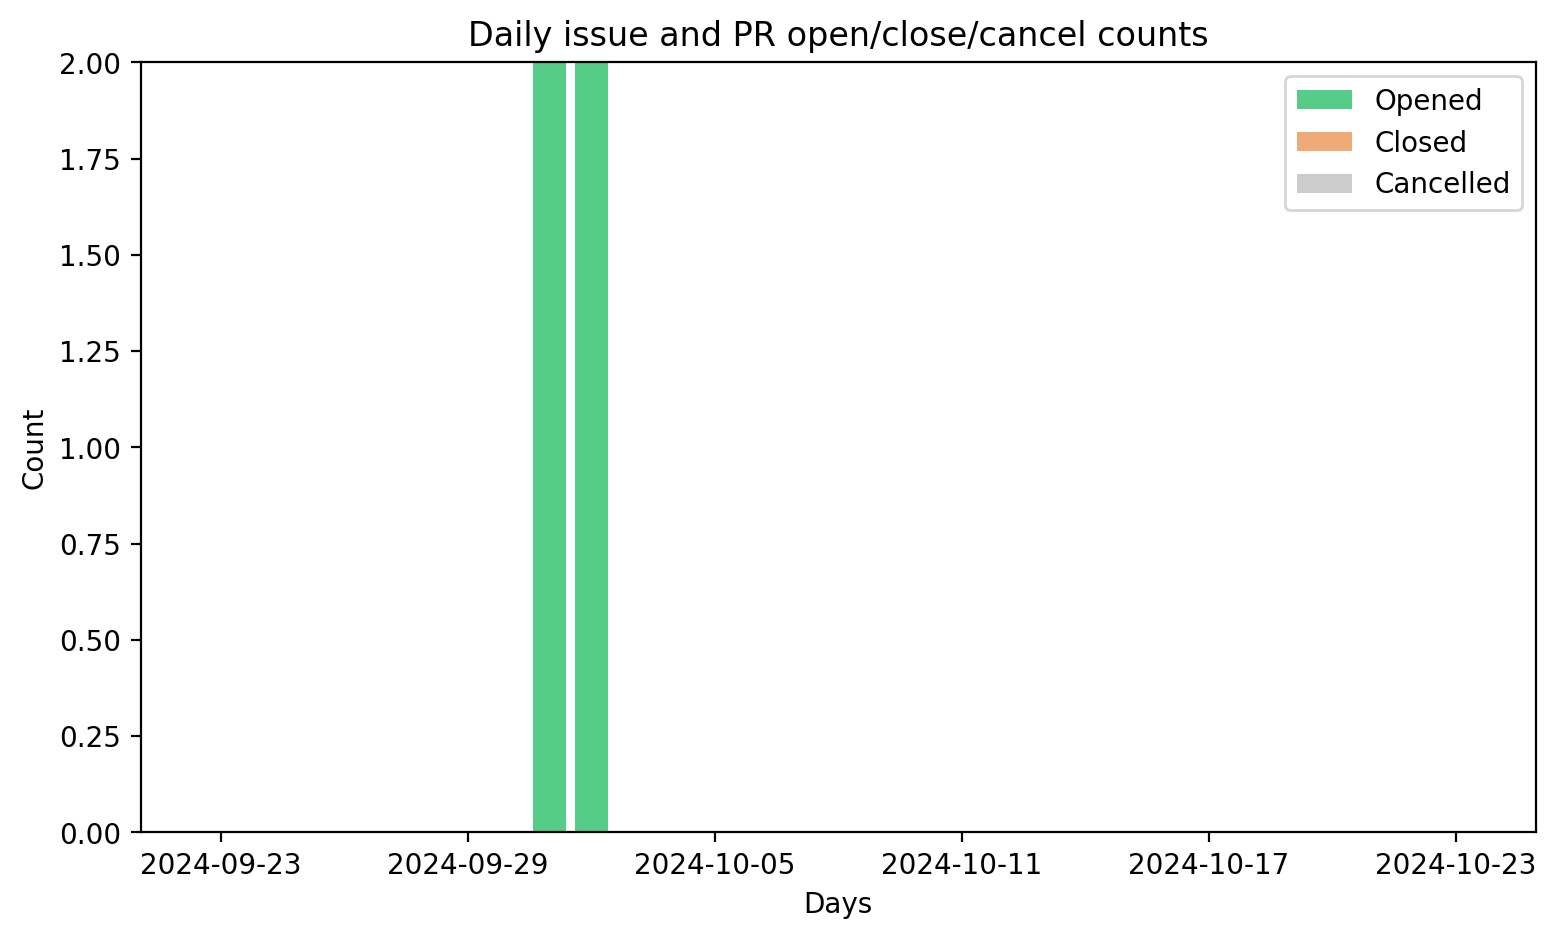 Daily issue and PR open/close/cancel counts
2.00
1.75
1.50
1.25
1.00
0.75
0.50
0.25
0.00
Count
Opened
Closed
Cancelled
2024-09-23 2024-09-29 2024-10-05 2024-10-11 2024-10-17 2024-10-23
Days